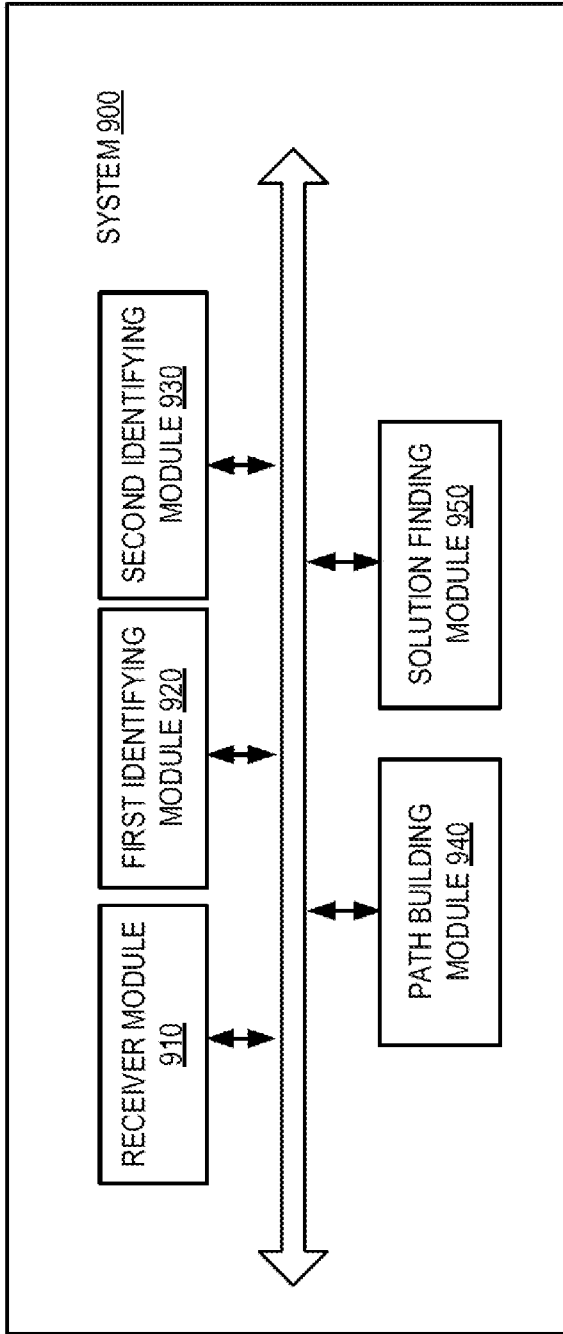 SYSTEM 900
RECEIVER MODULE
910
FIRST IDENTIFYING
MODULE 920
SECOND IDENTIFYING
MODULE 930
PATH BUILDING
MODULE 940
SOLUTION FINDING
MODULE 950